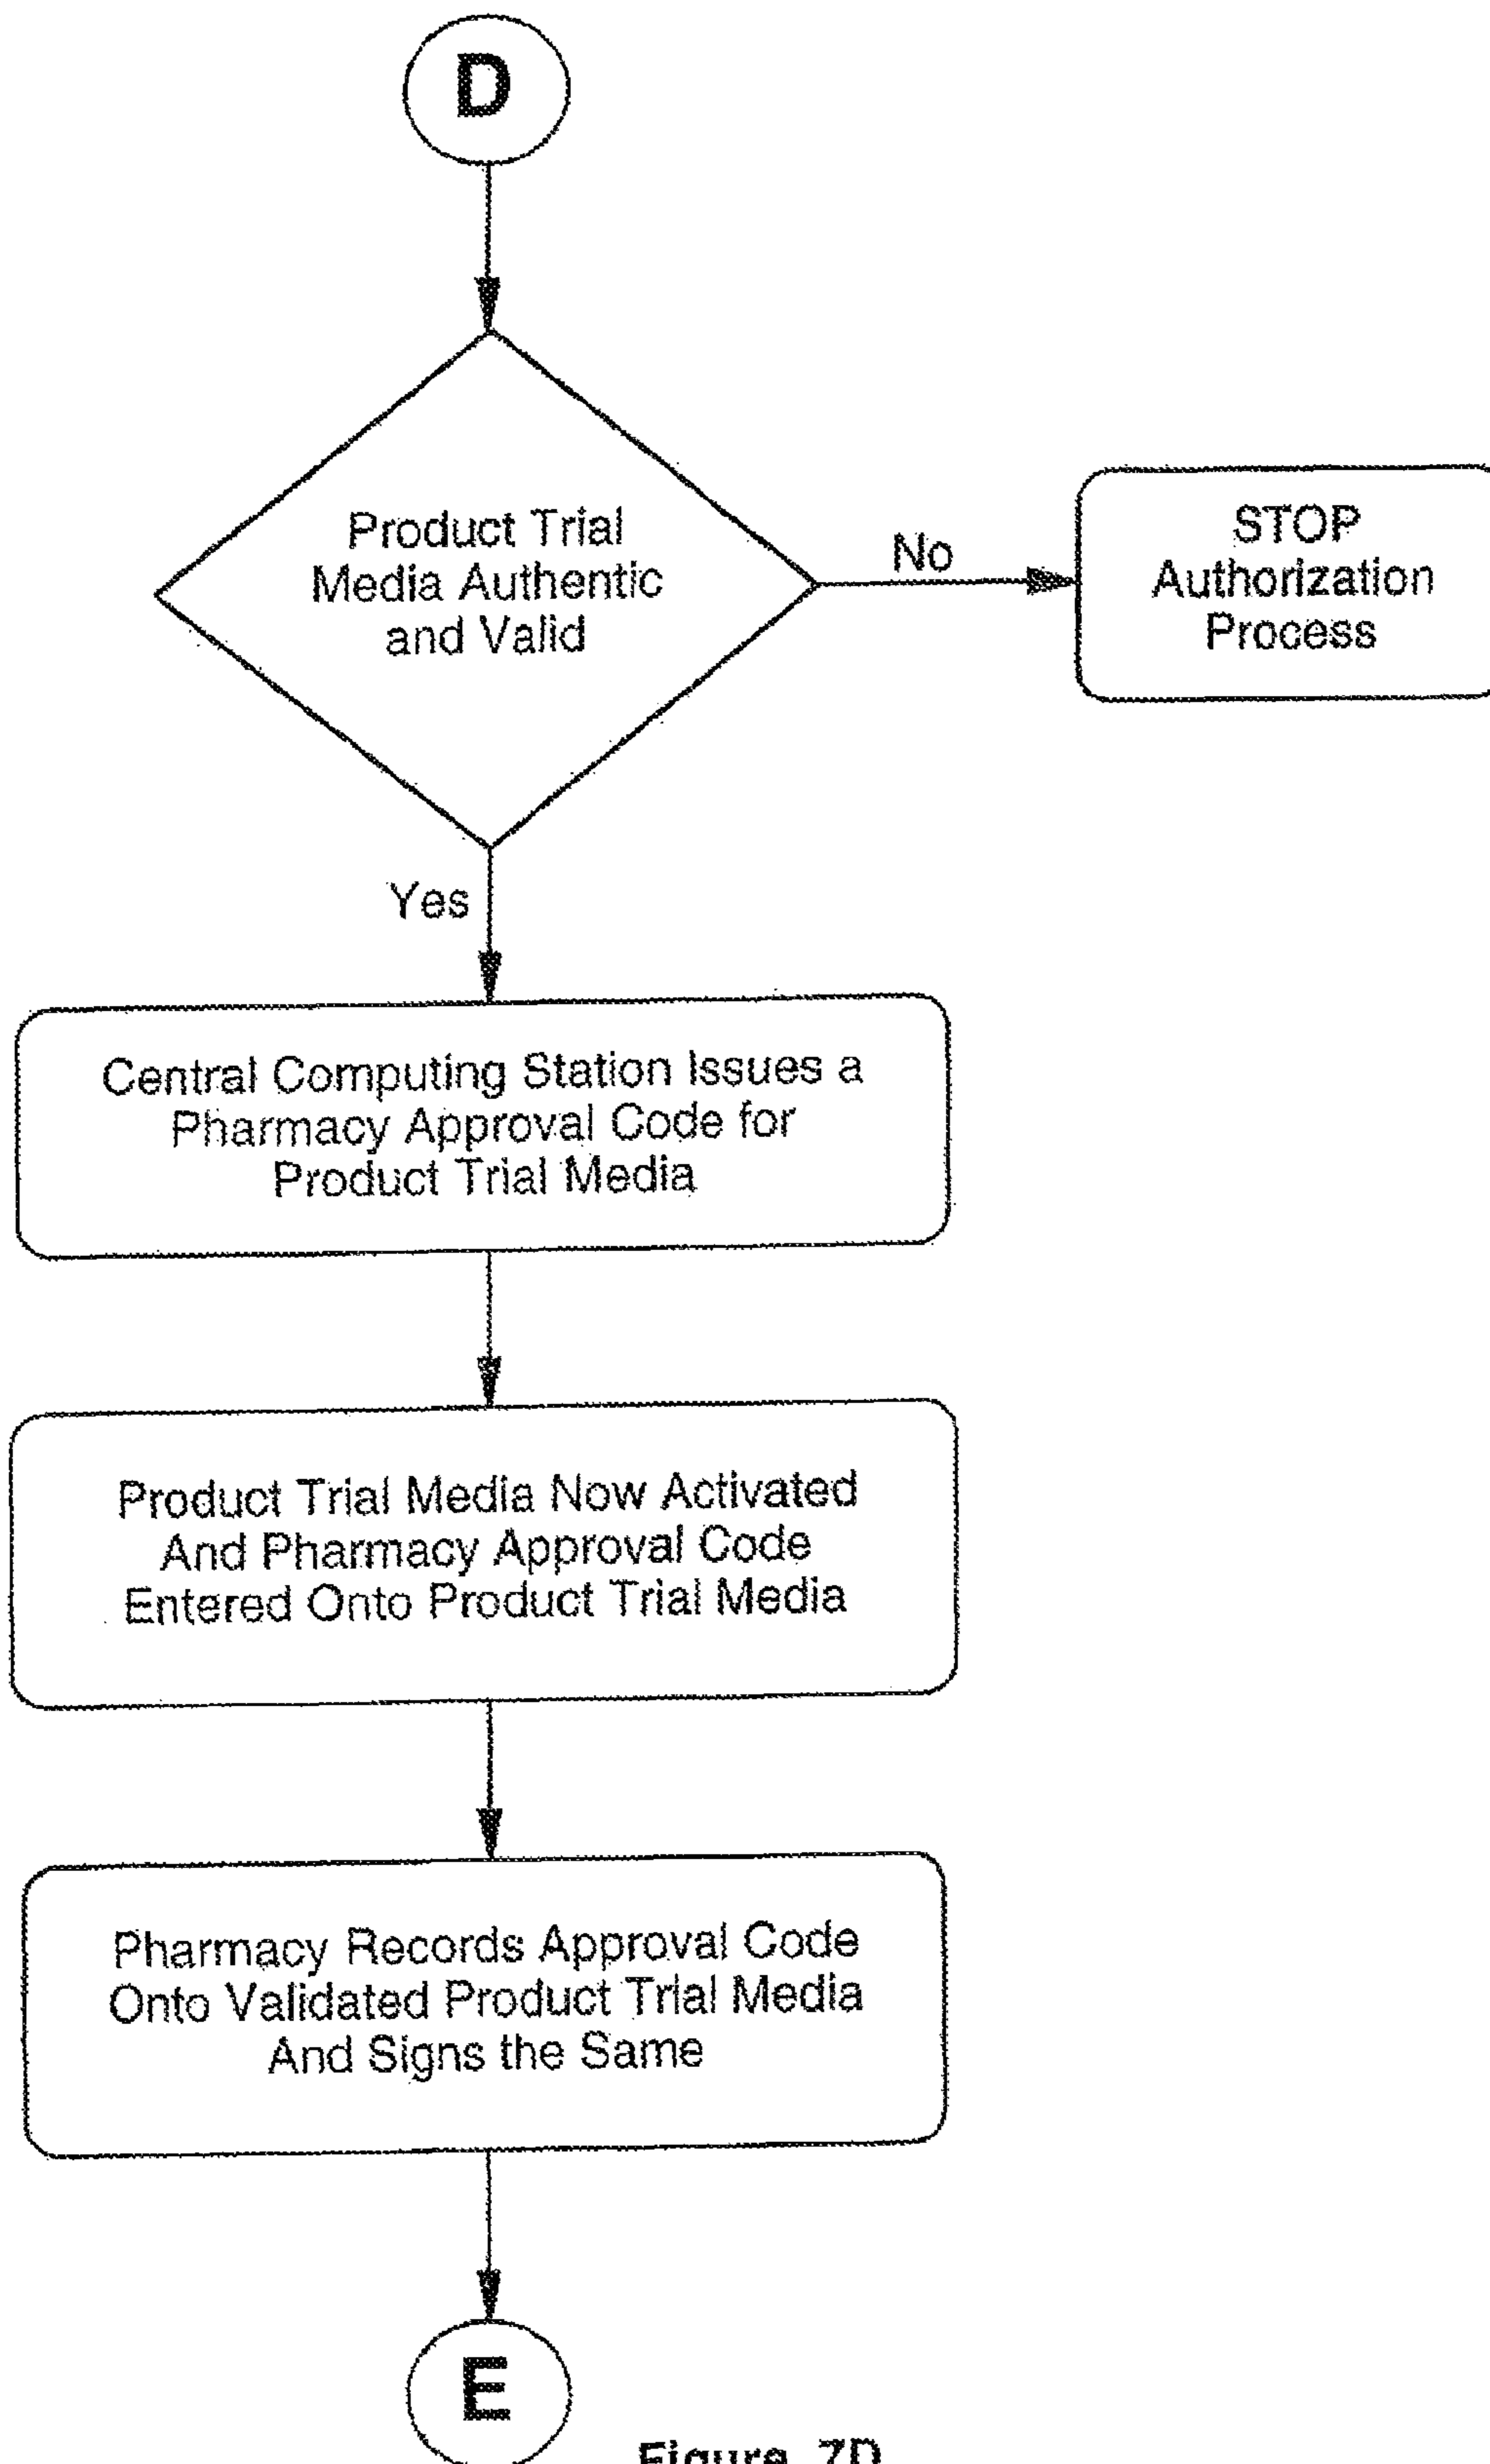 D
Product Trial
Media Authentic
and Valid
No
STOP
Authorization
Process
Yes
Central Computing Station Issues a
Pharmacy Approval Code for
Product Trial Media
Product Trial Media Now Activated
And Pharmacy Approval Code
Entered Onto Product Trial Media
Pharmacy Records Approval Code
Onto Validated Product Trial Media
And Signs the Same
E
Figure 7D